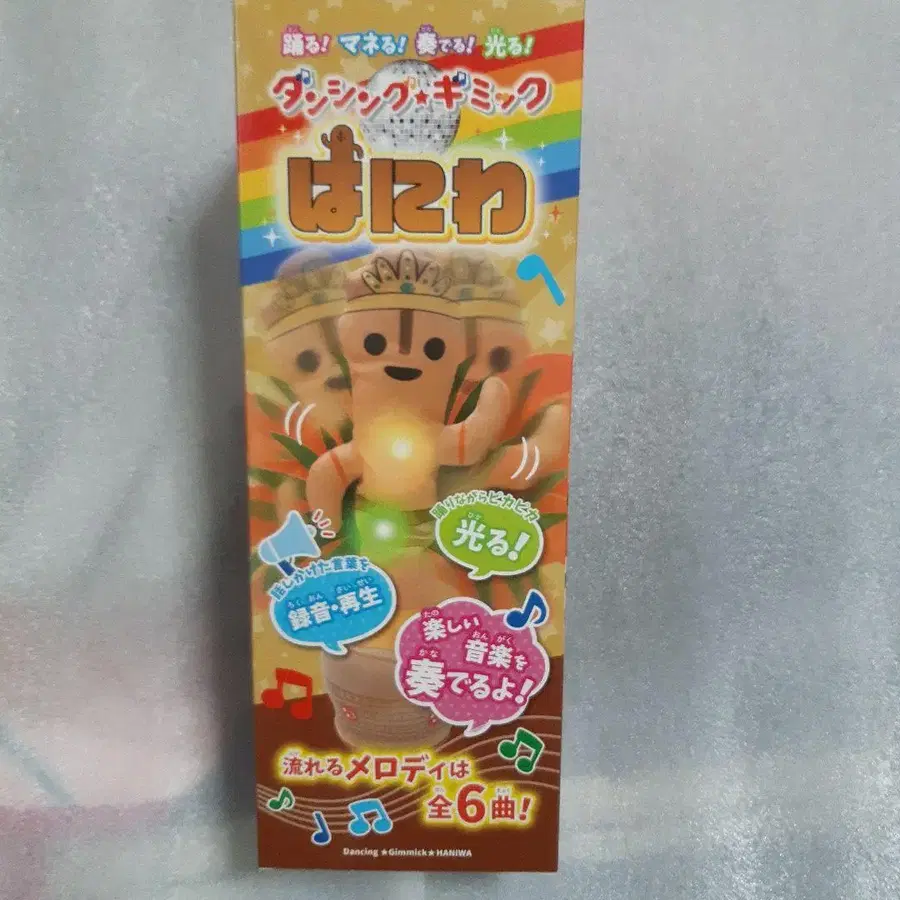 踊る! マネる! 奏でる! 光る!
ダンシング★ギミック
はにわ
踊りながらピカピカ
光る!
話しかけた言葉を
録音・再生
楽しい
音楽を
奏でるよ!
流れるメロディは
全6曲!
Dancing ★Gimmick★ HANIWA